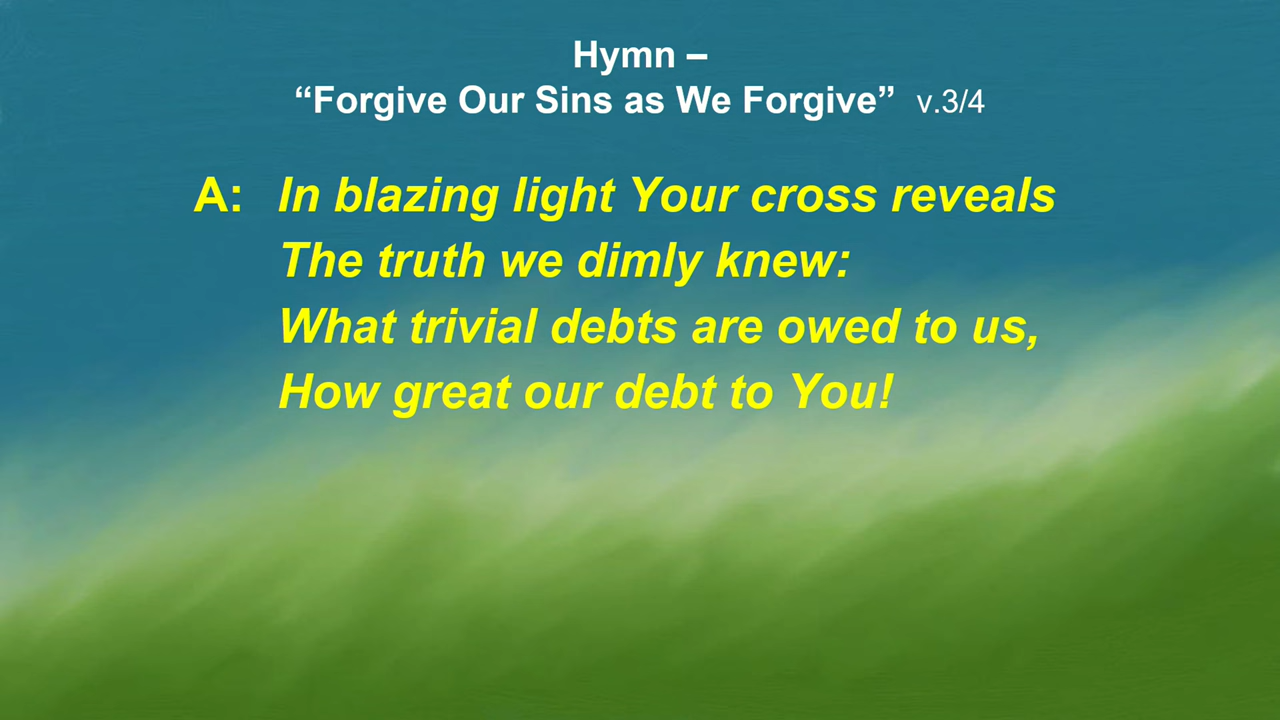 Hymn –
“Forgive Our Sins as We Forgive” v.3/4
A: In blazing light Your cross reveals
The truth we dimly knew:
What trivial debts are owed to us,
How great our debt to You!